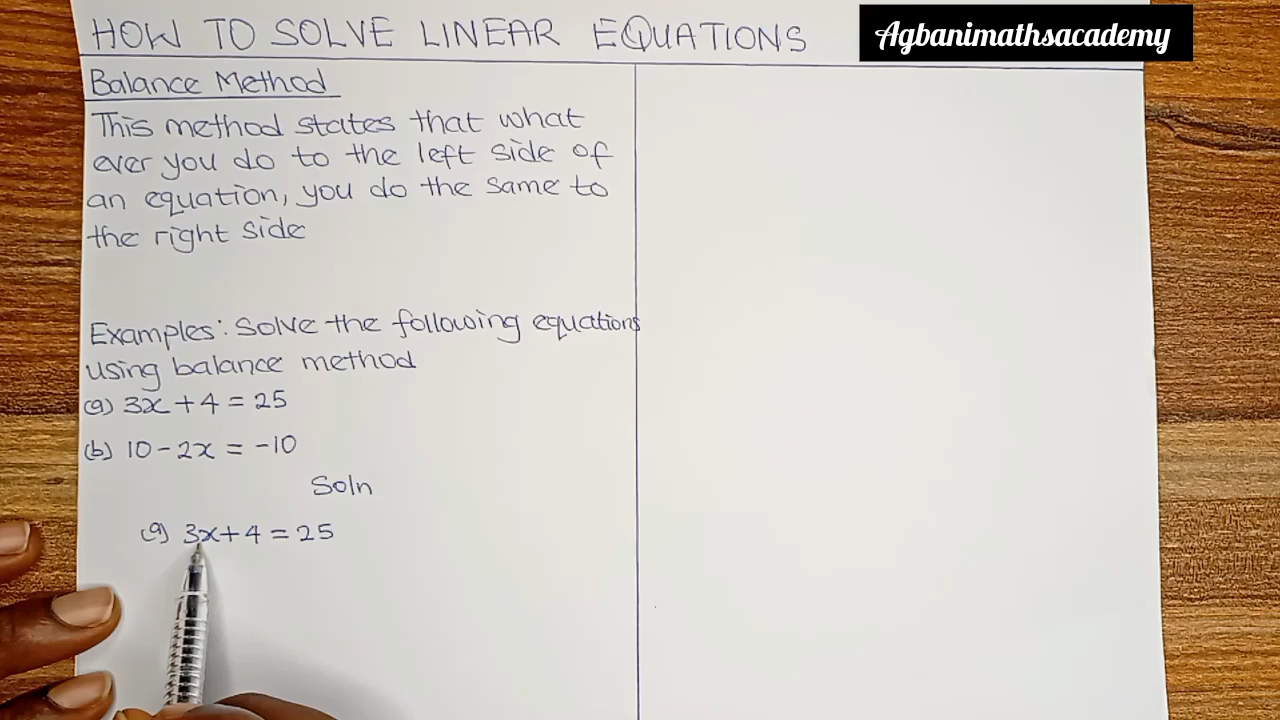 HOW TO SOLVE LINEAR EQUATIONS
Agbanimathsacademy
Balance Method
This method states that what
ever you do to the left side of
an equation, you do the same to
the right side
Examples: Solve the following equations
using balance method
(a) 3x + 4 = 25
(b) 10 - 2x = -10
Soln
(a) 3x + 4 = 25